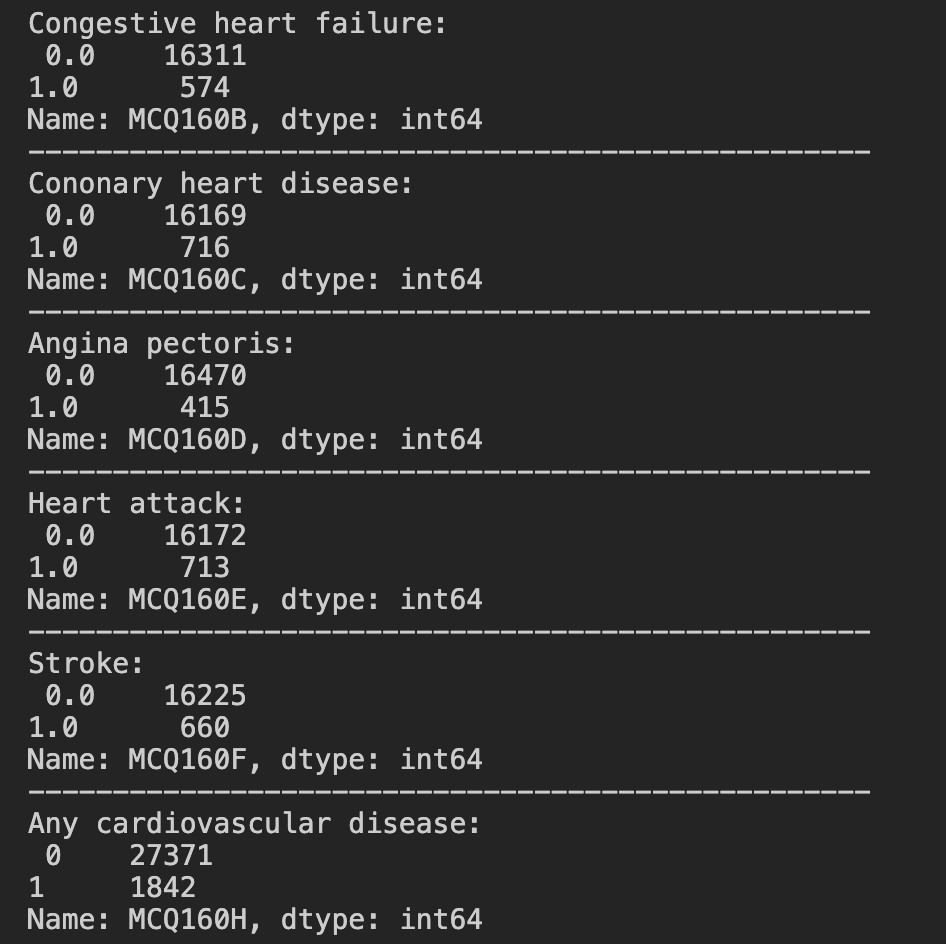 Congestive heart failure:
 0.0    16311
1.0      574
Name: MCQ160B, dtype: int64
--------------------------------------------------
Cononary heart disease:
 0.0    16169
1.0      716
Name: MCQ160C, dtype: int64
--------------------------------------------------
Angina pectoris:
 0.0    16470
1.0      415
Name: MCQ160D, dtype: int64
--------------------------------------------------
Heart attack:
 0.0    16172
1.0      713
Name: MCQ160E, dtype: int64
--------------------------------------------------
Stroke:
 0.0    16225
1.0      660
Name: MCQ160F, dtype: int64
--------------------------------------------------
Any cardiovascular disease:
 0    27371
1     1842
Name: MCQ160H, dtype: int64